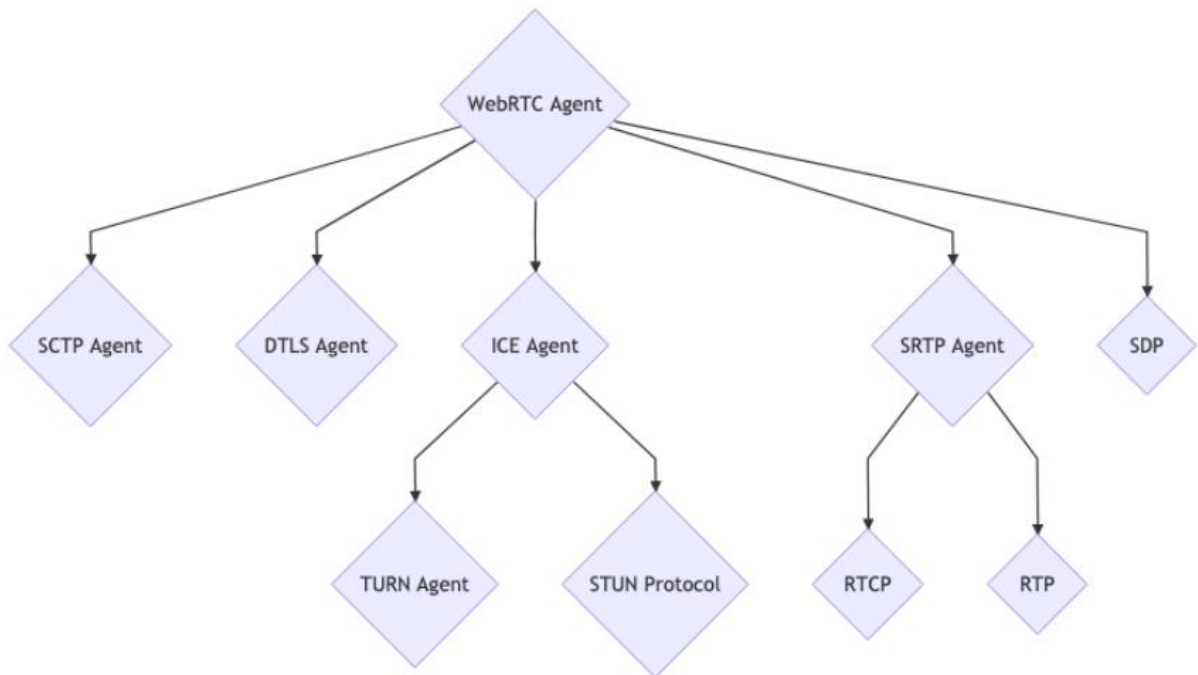 WebRTC Agent
SCTP Agent
DTLS Agent
ICE Agent
SRTP Agent
SDP
TURN Agent
STUN Protocol
RTCP
RTP